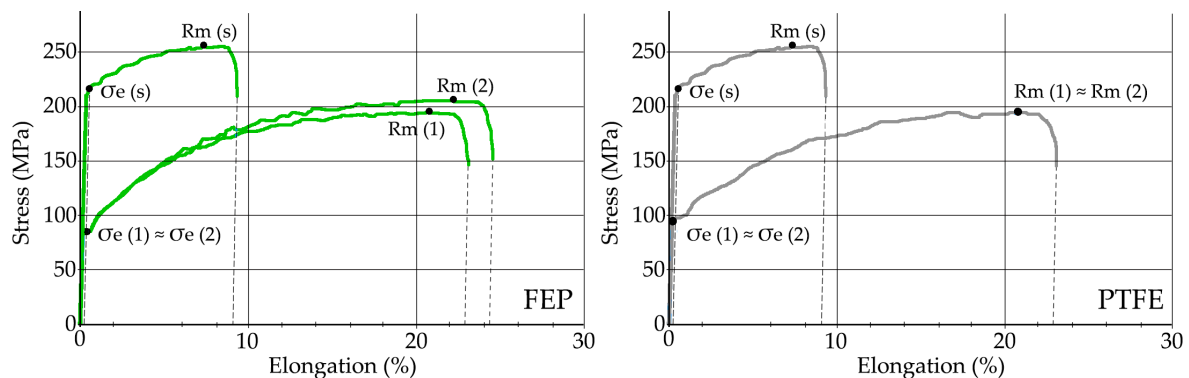 Rm (s)
250
σe (s)
Rm (2)
200
Rm (1)
150
100
σe (1) ≈ σe (2)
50
FEP
0
0 10 20 30
Elongation (%)
Stress (MPa)
Rm (s)
250
σe (s)
Rm (1) ≈ Rm (2)
200
150
100
σe (1) ≈ σe (2)
50
PTFE
0
0 10 20 30
Elongation (%)
Stress (MPa)